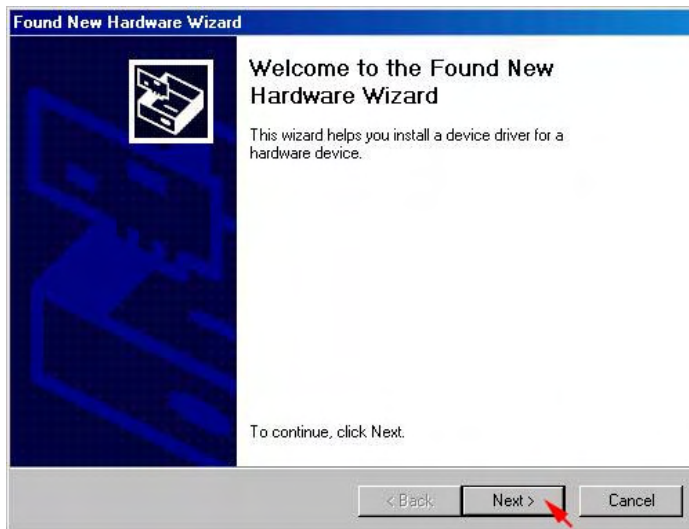 Found New Hardware Wizard
Welcome to the Found New
Hardware Wizard
This wizard helps you install a device driver for a
hardware device.
To continue, click Next.
< Back
Next >
Cancel